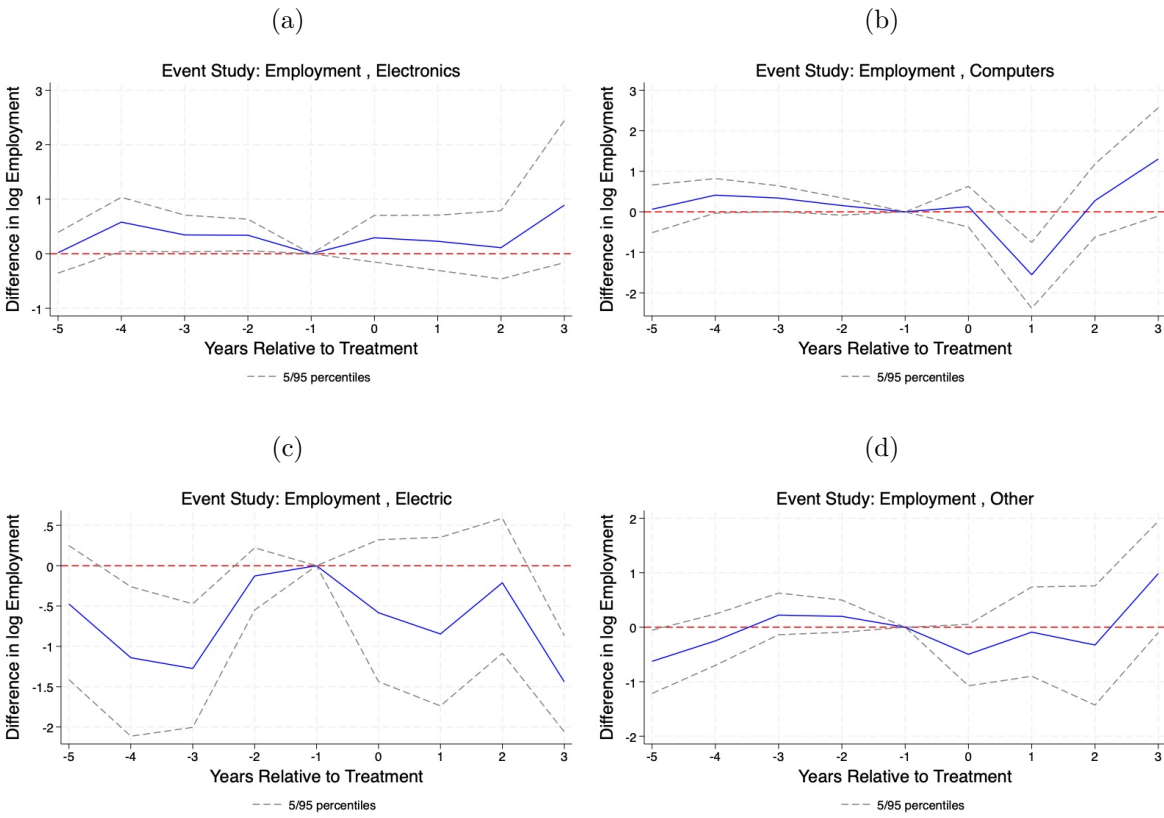 (a)
Event Study: Employment , Electronics
Difference in log Employment
3
2
1
0
-1
-5 -4 -3 -2 -1 0 1 2 3
Years Relative to Treatment
5/95 percentiles
(b)
Event Study: Employment , Computers
Difference in log Employment
3
2
1
0
-1
-2
-5 -4 -3 -2 -1 0 1 2 3
Years Relative to Treatment
5/95 percentiles
(c)
Event Study: Employment , Electric
Difference in log Employment
.5
0
-.5
-1
-1.5
-2
-5 -4 -3 -2 -1 0 1 2 3
Years Relative to Treatment
5/95 percentiles
(d)
Event Study: Employment , Other
Difference in log Employment
2
1
0
-1
-2
-5 -4 -3 -2 -1 0 1 2 3
Years Relative to Treatment
5/95 percentiles